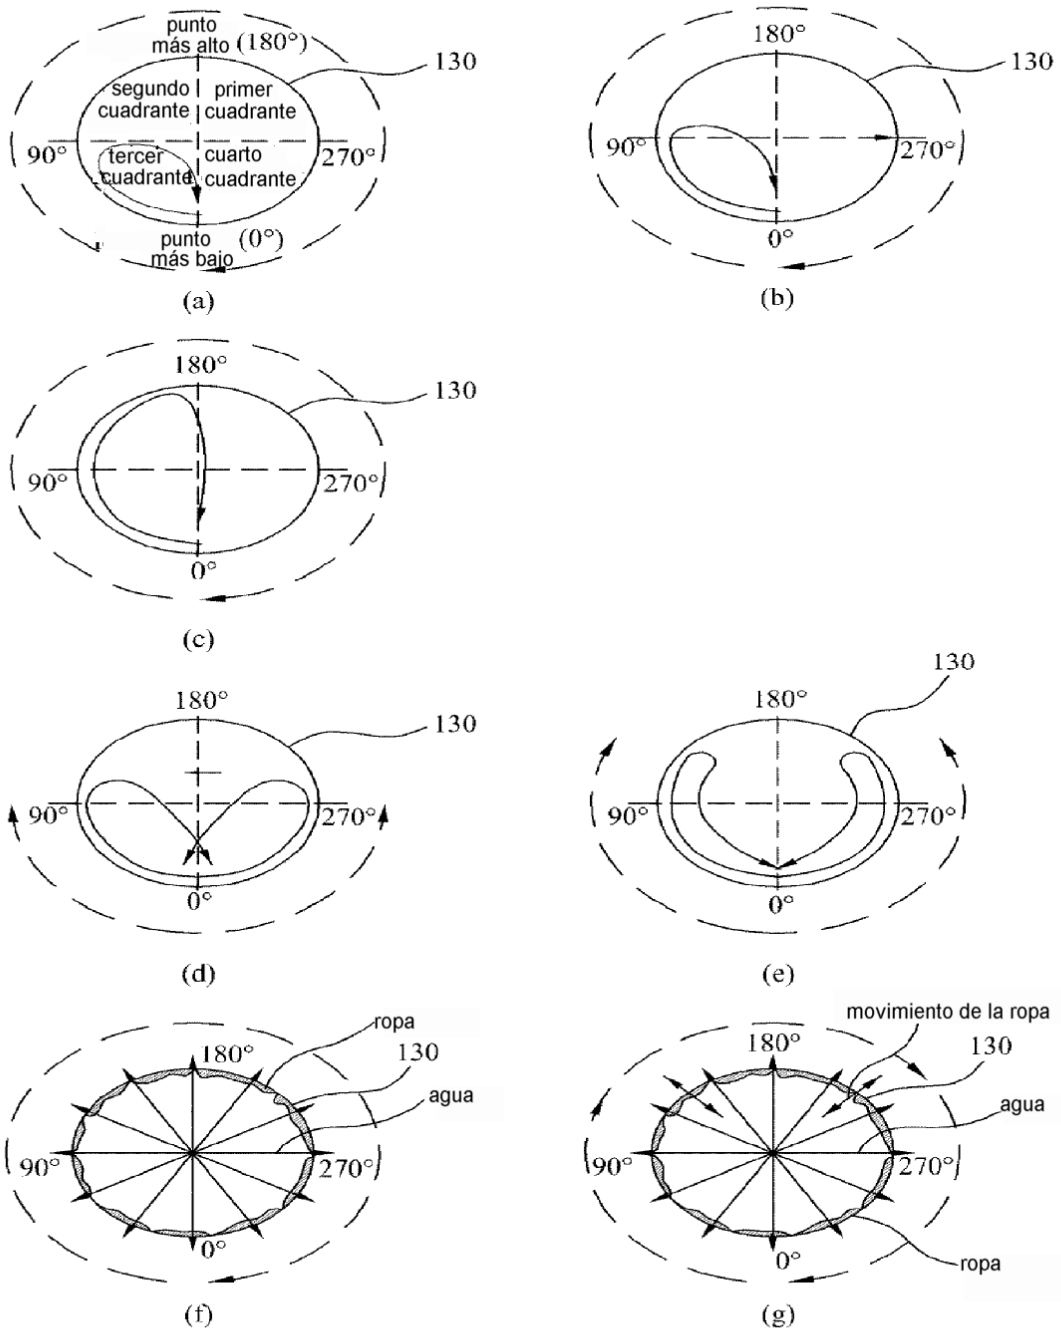 punto
más alto (180°)
130
segundo primer
cuadrante cuadrante
90° 270°
tercer cuarto
cuadrante cuadrante
punto (0°)
más bajo
(a)
180°
130
90° 270°
0°
(b)
180°
130
90° 270°
0°
(c)
180°
130
90° 270°
0°
(d)
130
180°
90° 270°
0°
(e)
ropa
180° 130
agua
90° 270°
0°
(f)
movimiento de la ropa
180° 130
agua
90° 270°
0°
ropa
(g)